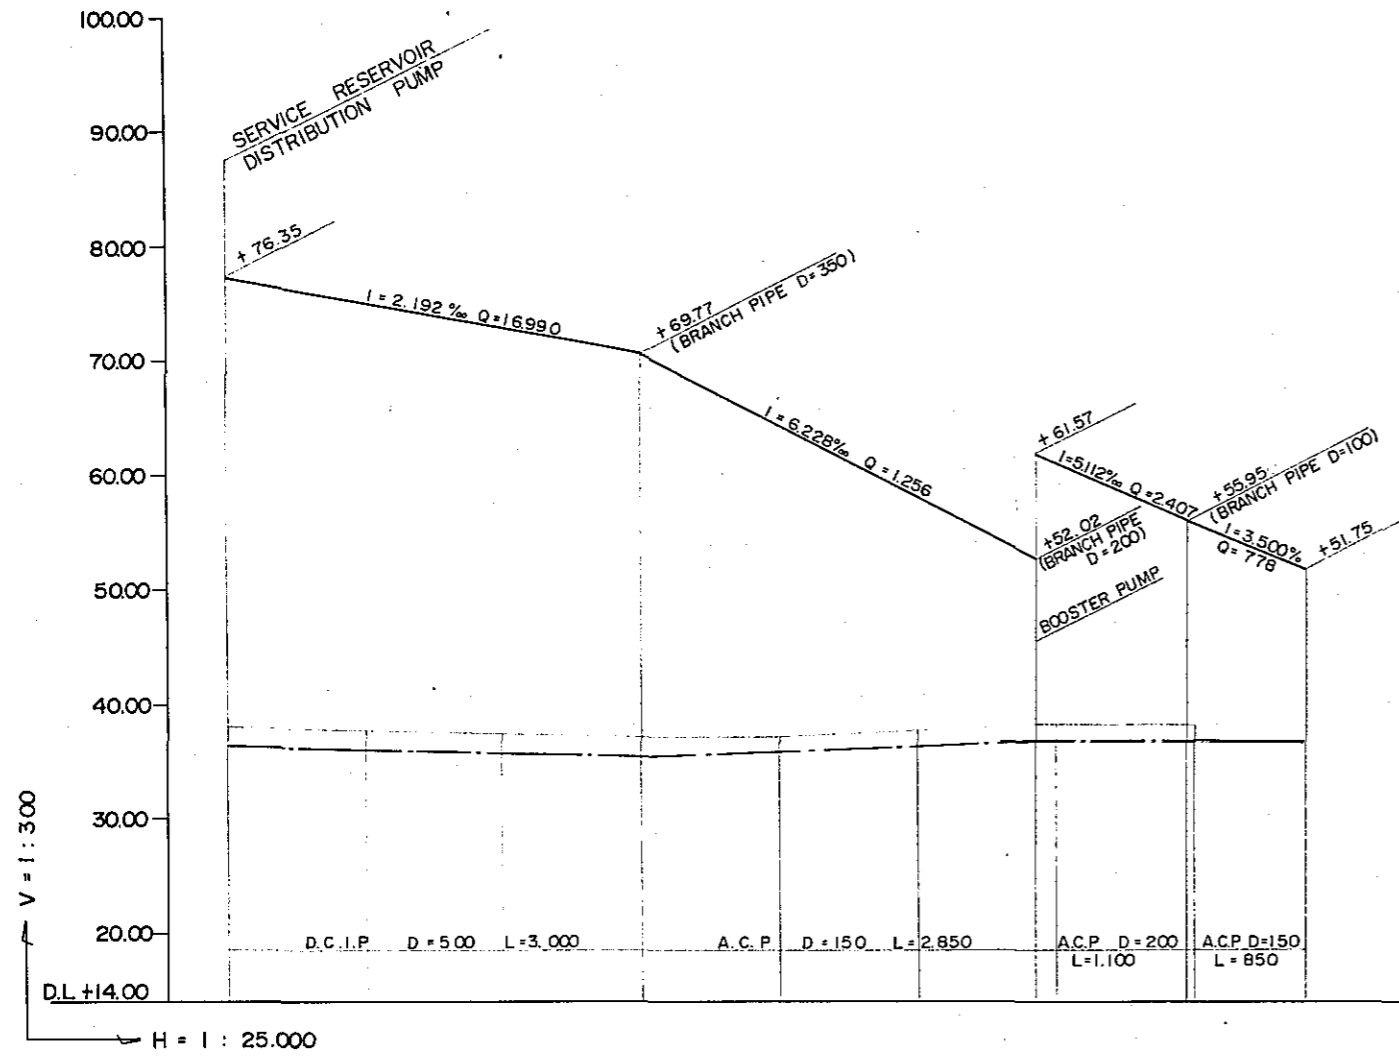 100.00
90.00
80.00
70.00
60.00
50.00
40.00
30.00
20.00
D.L +14.00
V = 1 : 300
H = 1 : 25.000
SERVICE RESERVOIR
DISTRIBUTION PUMP
+ 76.35
I = 2.192 ‰ Q=16.990
+ 69.77
(BRANCH PIPE D=350)
I = 6.228‰ Q = 1.256
+ 61.57
I=5.112‰ Q=2.407
+52.02
(BRANCH PIPE
D=200)
BOOSTER PUMP
+55.95
(BRANCH PIPE D=100)
I=3.500%
Q= 778
+51.75
D.C.I.P D=500 L=3.000
A.C.P. D=150 L=2.850
A.C.P D=200
L=1.100
A.C.P D=150
L= 850